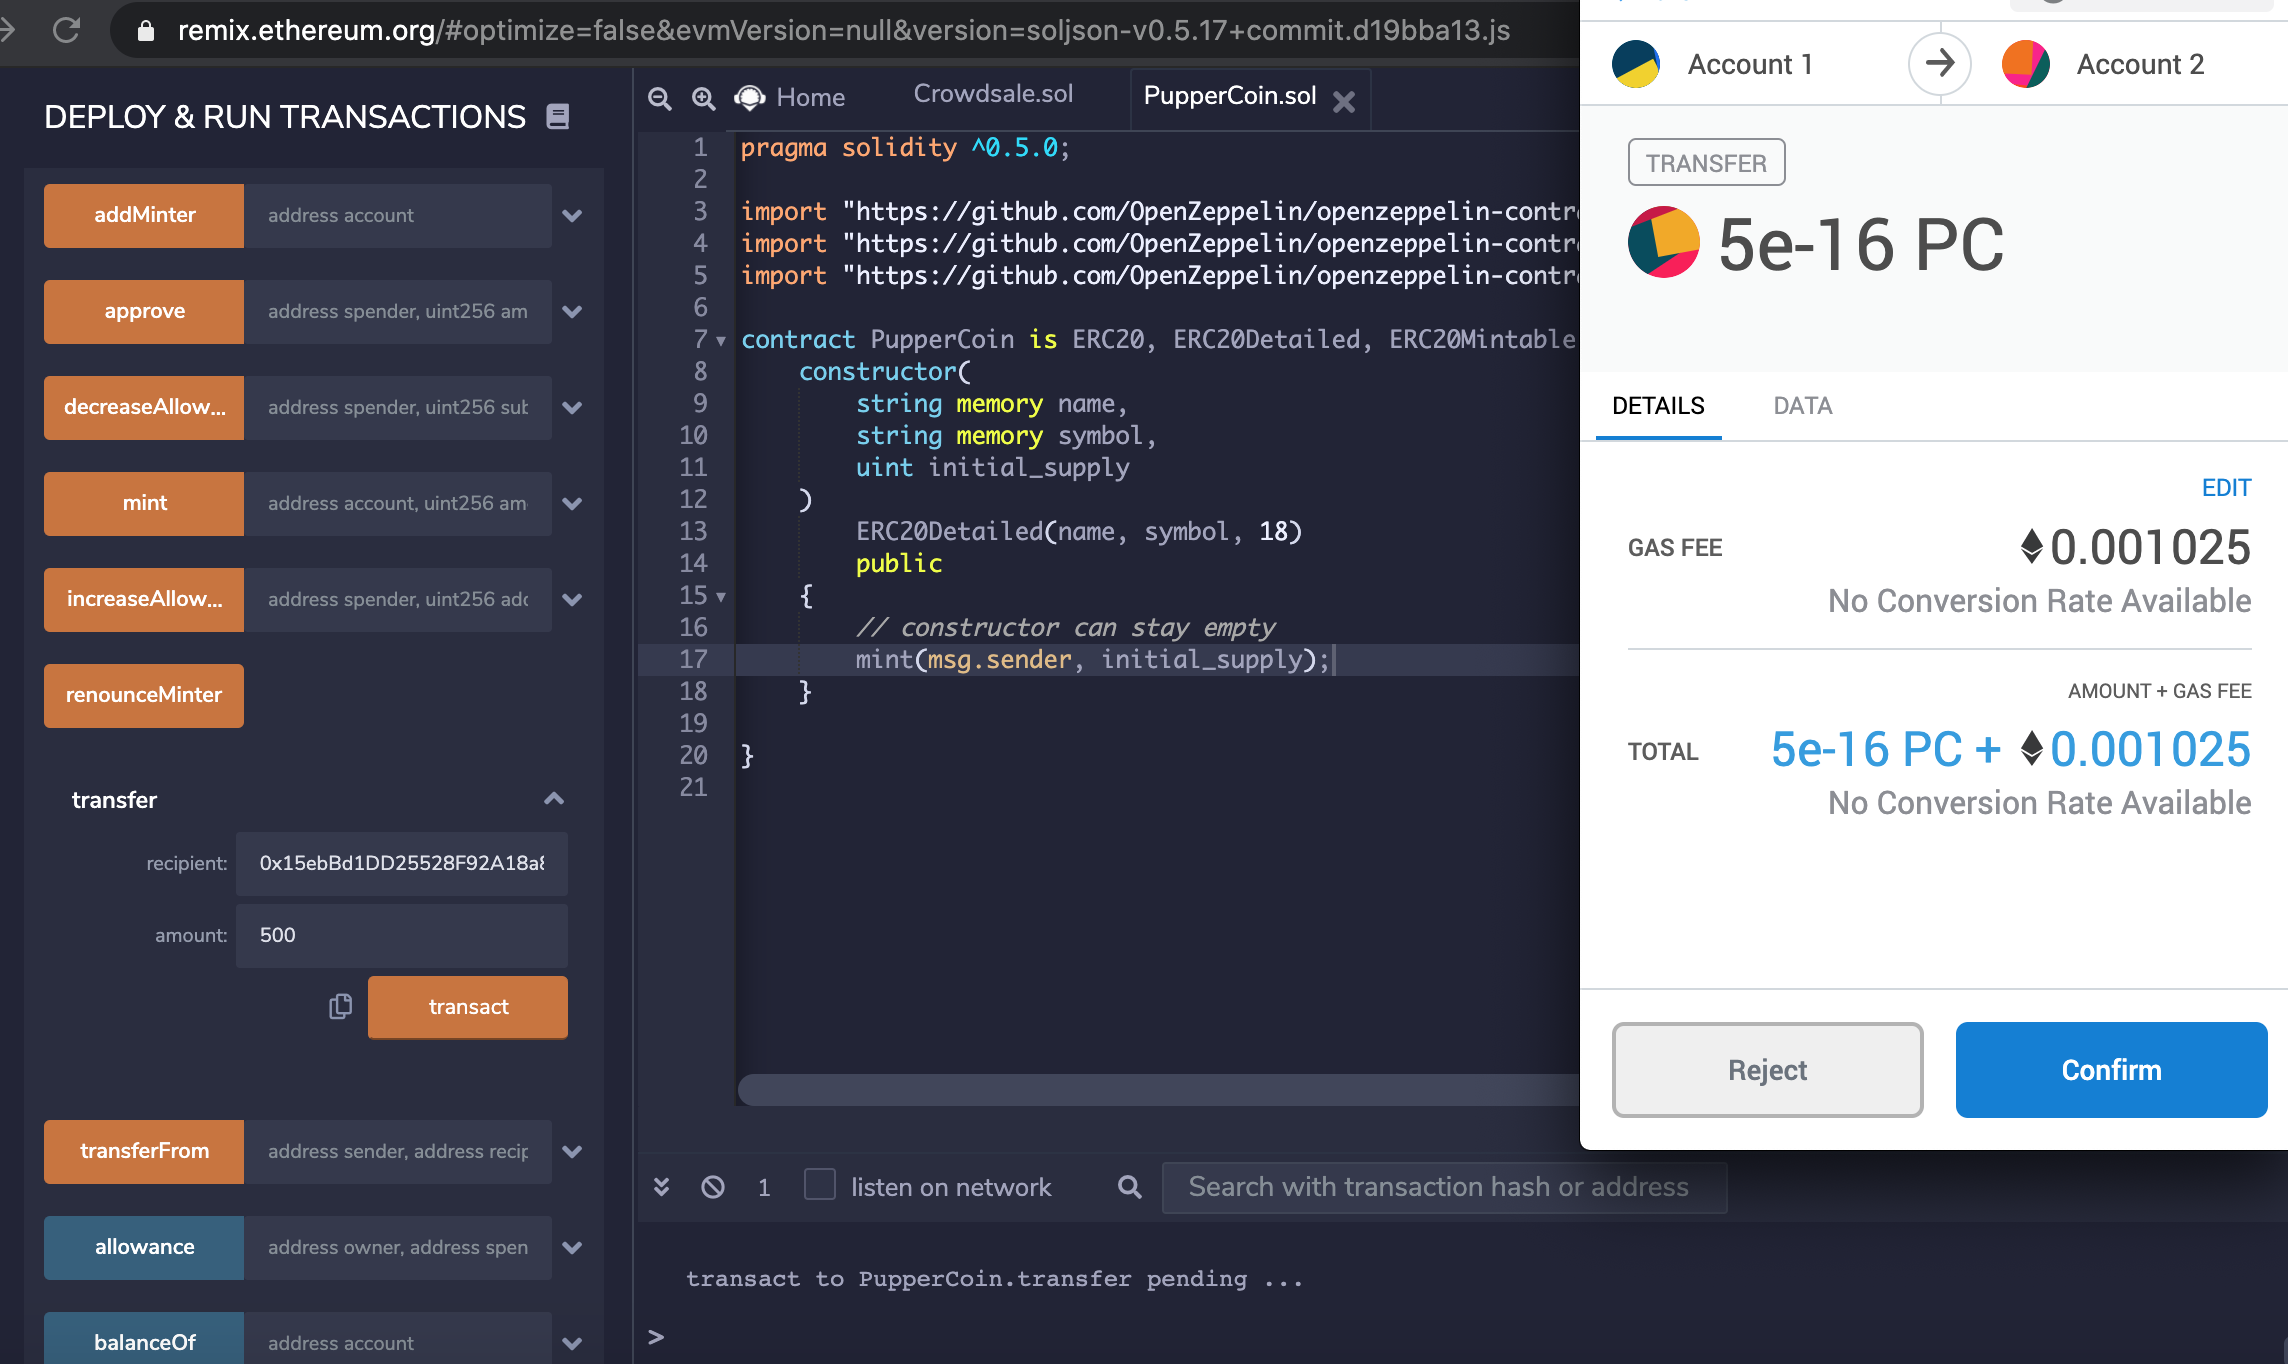 remix.ethereum.org/#optimize=false&evmVersion=null&version=soljson-v0.5.17+commit.d19bba13.js
DEPLOY & RUN TRANSACTIONS
addMinter address account
approve address spender, uint256 am
decreaseAllow... address spender, uint256 sub
mint address account, uint256 am
increaseAllow... address spender, uint256 adc
renounceMinter
transfer
recipient: 0x15ebBd1DD25528F92A18a8
amount: 500
transact
transferFrom address sender, address recip
allowance address owner, address spen
balanceOf address account
Home Crowdsale.sol PupperCoin.sol
1 pragma solidity ^0.5.0;
2
3 import "https://github.com/OpenZeppelin/openzeppelin-contr
4 import "https://github.com/OpenZeppelin/openzeppelin-contr
5 import "https://github.com/OpenZeppelin/openzeppelin-contr
6
7 contract PupperCoin is ERC20, ERC20Detailed, ERC20Mintable
8 constructor(
9 string memory name,
10 string memory symbol,
11 uint initial_supply
12 )
13 ERC20Detailed(name, symbol, 18)
14 public
15 {
16 // constructor can stay empty
17 mint(msg.sender, initial_supply);
18 }
19
20 }
21
1 listen on network Search with transaction hash or address
transact to PupperCoin.transfer pending ...
>
Account 1 Account 2
TRANSFER
5e-16 PC
DETAILS DATA
EDIT
GAS FEE 0.001025
No Conversion Rate Available
AMOUNT + GAS FEE
TOTAL 5e-16 PC + 0.001025
No Conversion Rate Available
Reject Confirm